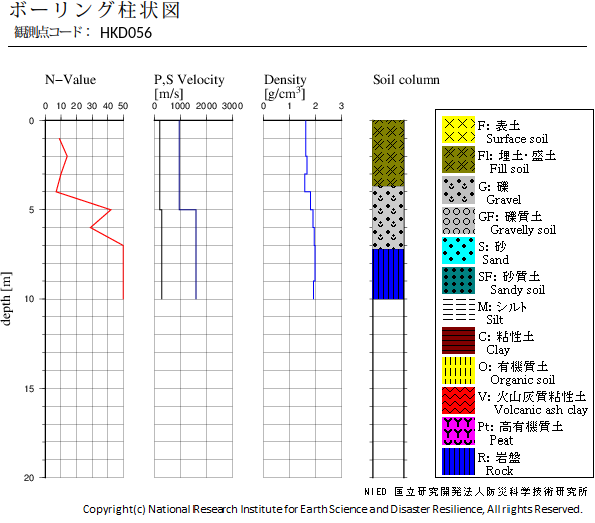 ボーリング柱状図
観測点コード： HKD056
N-Value P,S Velocity Density Soil column
[m/s] [g/cm³]
0 10 20 30 40 50 0 1000 2000 3000 0 1 2 3
0
5
10
15
20
depth [m]
F: 表土
Surface soil
Fl: 埋土・盛土
Fill soil
G: 礫
Gravel
GF: 礫質土
Gravelly soil
S: 砂
Sand
SF: 砂質土
Sandy soil
M: シルト
Silt
C: 粘性土
Clay
O: 有機質土
Organic soil
V: 火山灰質粘性土
Volcanic ash clay
Pt: 高有機質土
Peat
R: 岩盤
Rock
NIED 国立研究開発法人防災科学技術研究所
Copyright(c) National Research Institute for Earth Science and Disaster Resilience, All rights Reserved.